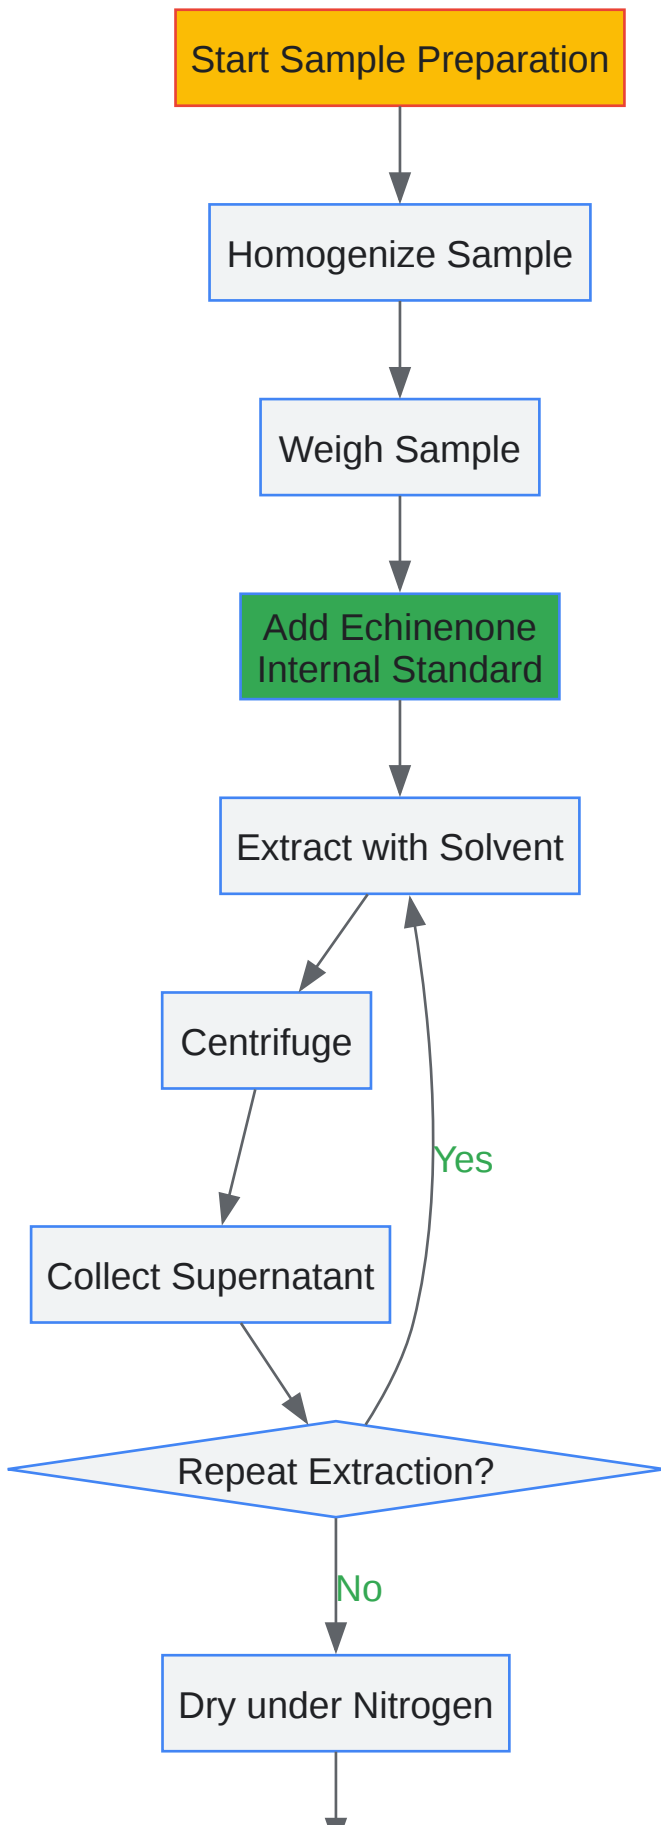 Start Sample Preparation
Homogenize Sample
Weigh Sample
Add Echinenone
Internal Standard
Extract with Solvent
Centrifuge
Yes
Collect Supernatant
Repeat Extraction?
No
Dry under Nitrogen